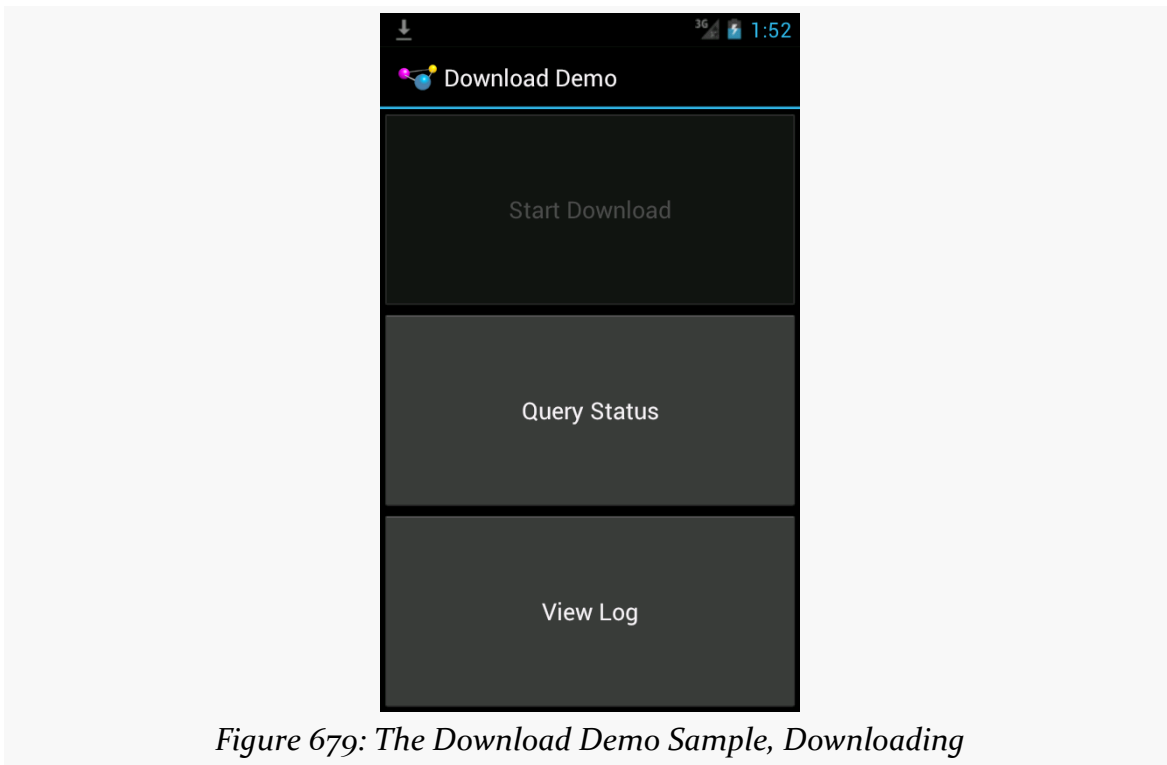 3G 1:52
Download Demo
Start Download
Query Status
View Log
Figure 679: The Download Demo Sample, Downloading